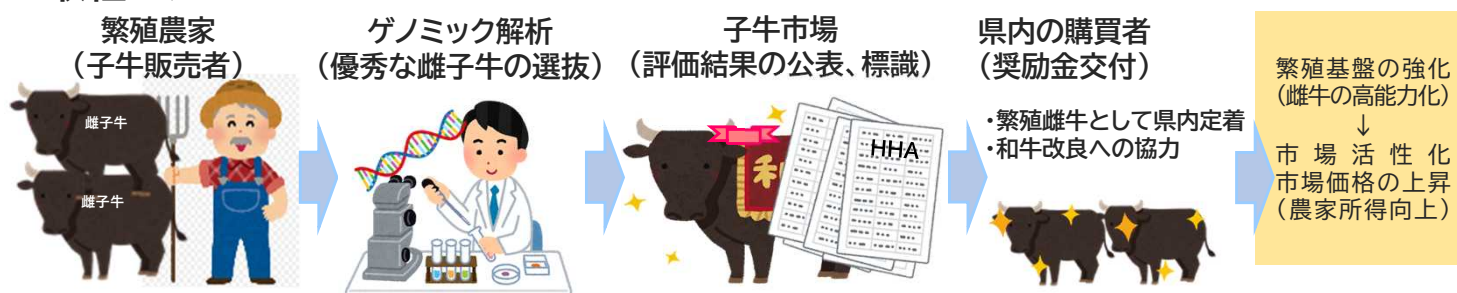 繁殖農家
（子牛販売者）
雌子牛
雌子牛
ゲノミック解析
（優秀な雌子牛の選抜）
子牛市場
（評価結果の公表、標識）
HHA
県内の購買者
（奨励金交付）
・繁殖雌牛として県内定着
・和牛改良への協力
繁殖基盤の強化
（雌牛の高能力化）
↓
市場活性化
市場価格の上昇
（農家所得向上）